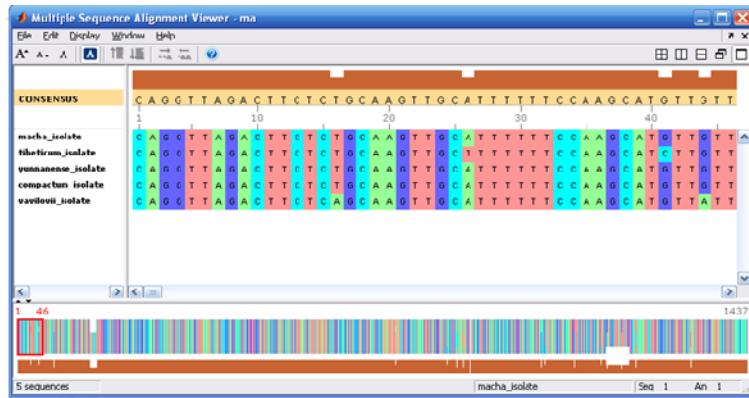 Multiple Sequence Alignment Viewer - ma
File Edit Display Window Help
CONSENSUS C A G G T T A G A C T T C T C T G C A A G T T G C A T T T T T T C C A A G C A T G T T G T T
1 10 20 30 40
macha_isolate C A G G T T A G A C T T C T C T G C A A G T T G C A T T T T T T C C A A G C A T G T T G T T
tibeticum_isolate C A G G T T A G A C T T C T C T G C A A G T T G C T T T T T T T C C A A G C A T C T T G T T
yunnanense_isolate C A G G T T A G A C T T C T C T G C A A G T T G C A T T T T T T C C A A G C A T G T T G T T
compactum_isolate C A G G T T A G A C T T C T C T G C A A G T T G C A T T T T T T C C A A G C A T G T T G T T
vavilovii_isolate C A G G T T A G A C T T C T C A G C A A G T T G C A T T T T T T C C A A G C A T G T T A T T
1 46 1437
5 sequences macha_isolate Seq 1 An 1